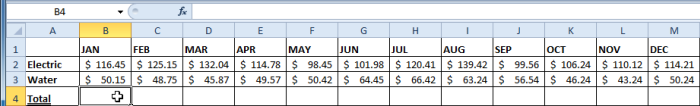 B4 fx
A B C D E F G H I J K L M
1 JAN FEB MAR APR MAY JUN JUL AUG SEP OCT NOV DEC
2 Electric $ 116.45 $ 125.15 $ 132.04 $ 114.78 $ 98.45 $ 101.98 $ 120.41 $ 139.42 $ 99.56 $ 106.24 $ 110.12 $ 114.21
3 Water $ 50.15 $ 48.75 $ 45.87 $ 49.57 $ 50.42 $ 64.45 $ 66.42 $ 63.24 $ 56.54 $ 46.24 $ 43.24 $ 50.24
4 Total